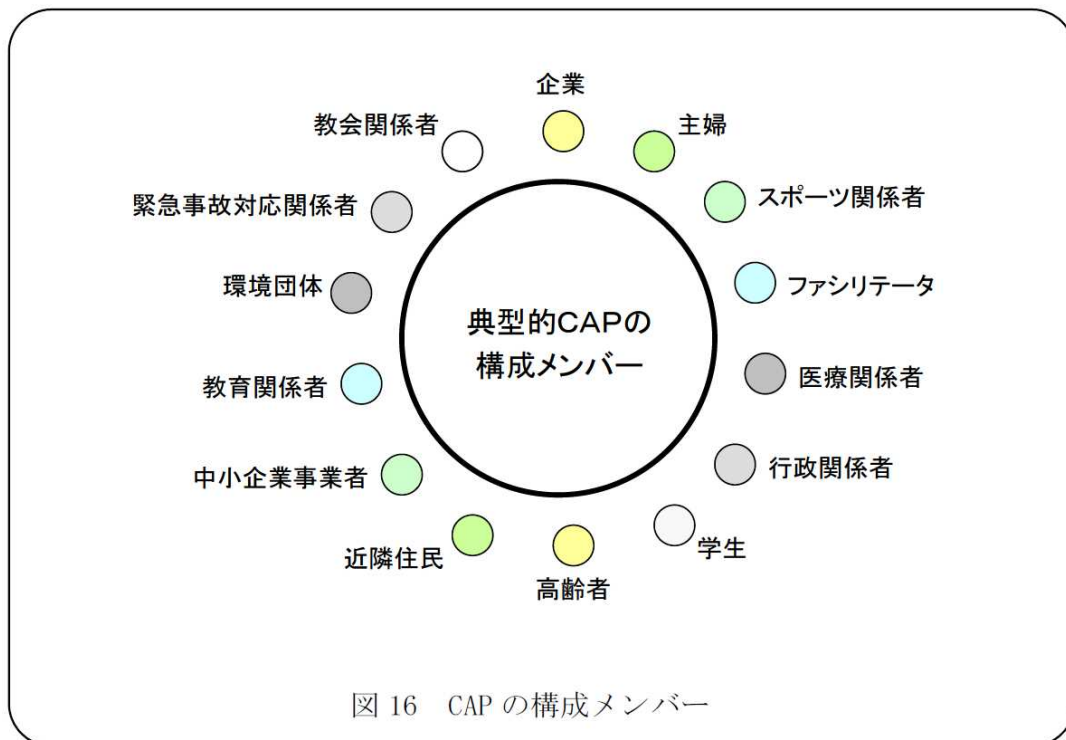 企業
主婦
スポーツ関係者
ファシリテータ
医療関係者
行政関係者
学生
高齢者
近隣住民
中小企業事業者
教育関係者
環境団体
緊急事故対応関係者
教会関係者
典型的CAPの
構成メンバー
図 16　CAP の構成メンバー